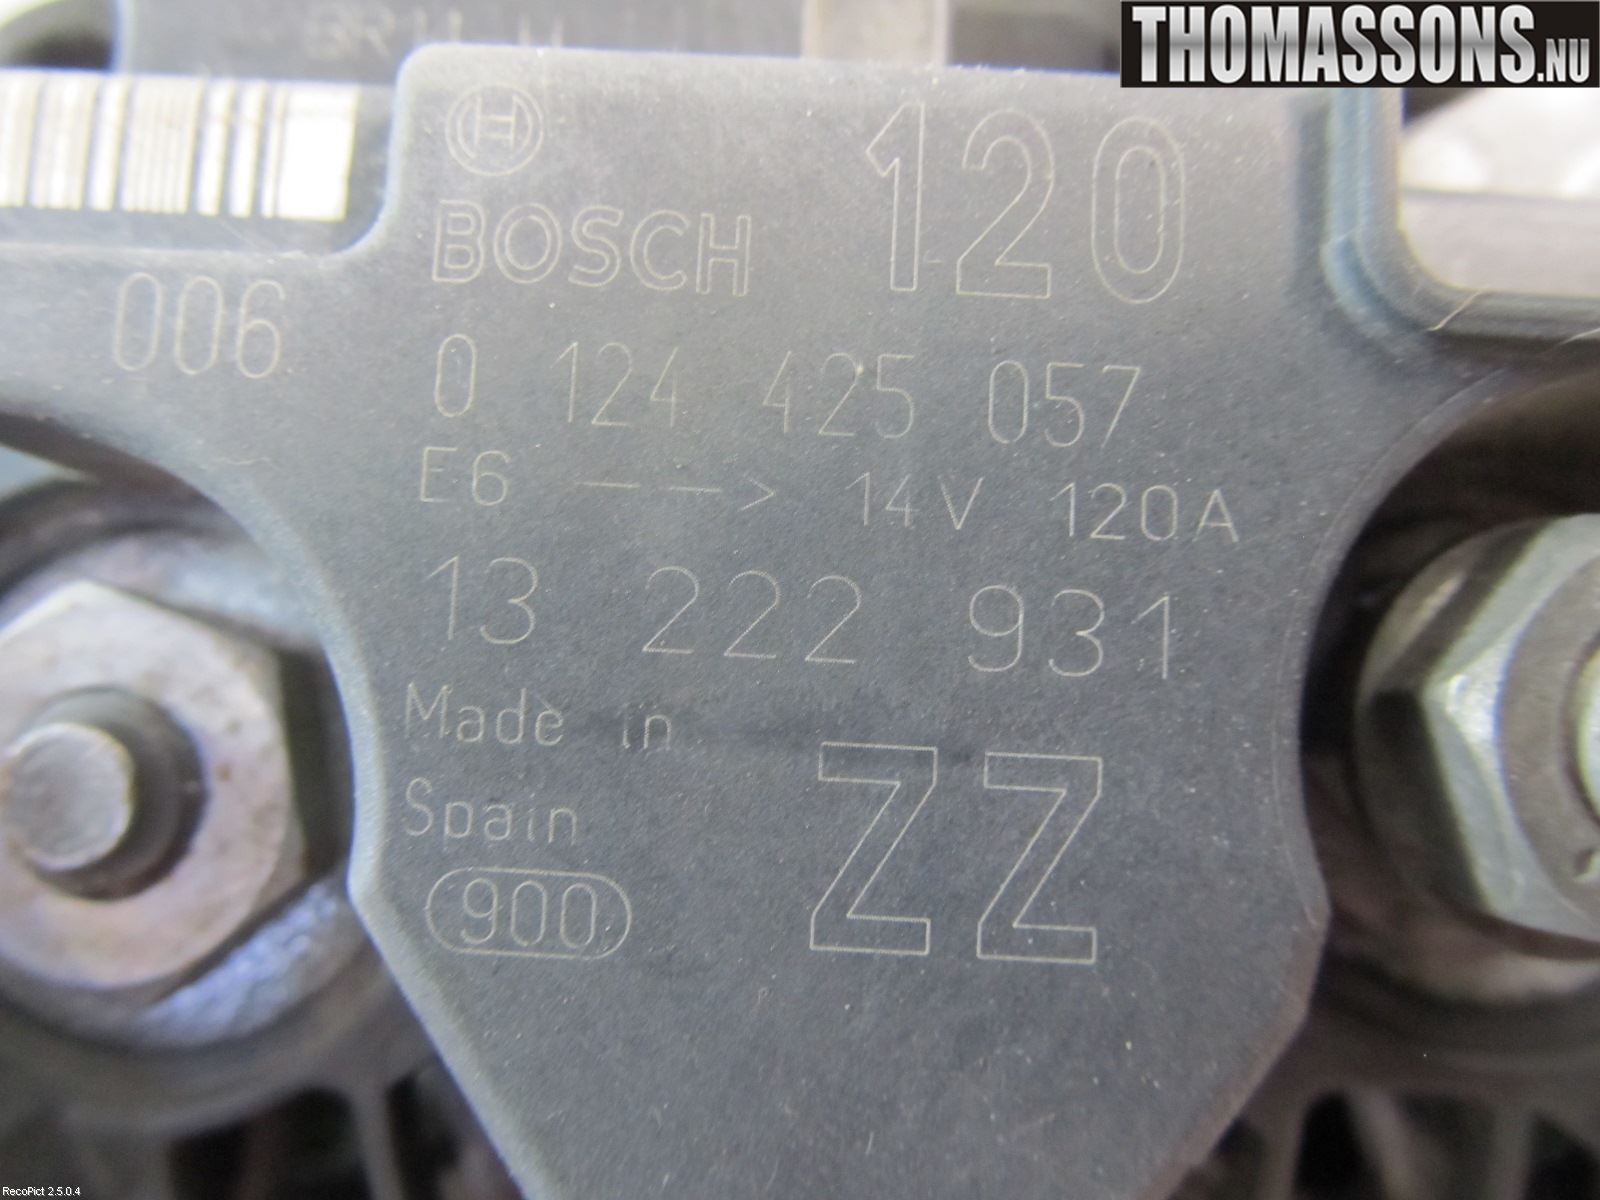 THOMASSONS.NU
BOSCH 120
006
0 124 425 057
E6 --> 14V 120A
13 222 931
Made in
Spain
ZZ
900
RecoPict 2.5.0.4